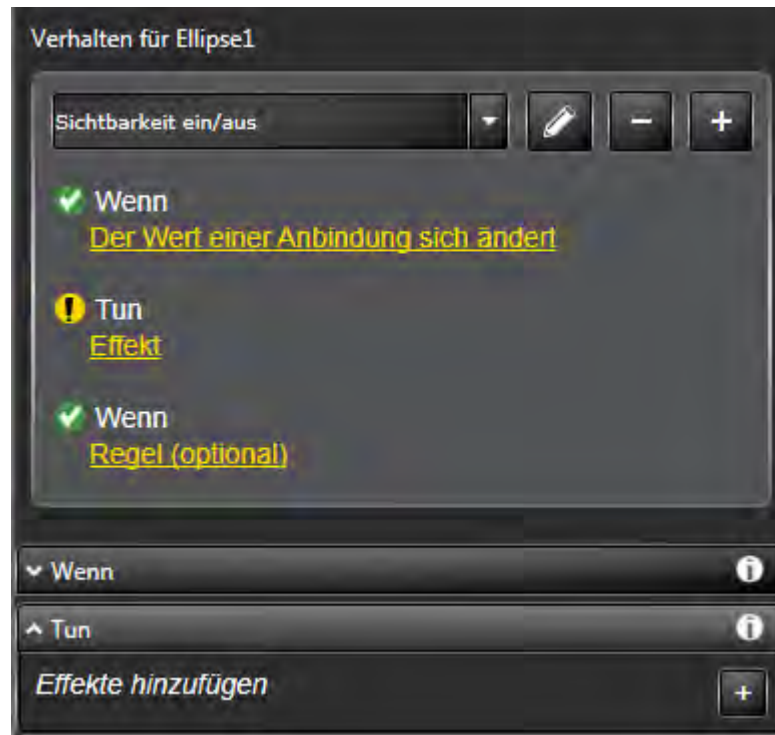 Verhalten für Ellipse1
Sichtbarkeit ein/aus
Wenn
Der Wert einer Anbindung sich ändert
Tun
Effekt
Wenn
Regel (optional)
Wenn
Tun
Effekte hinzufügen